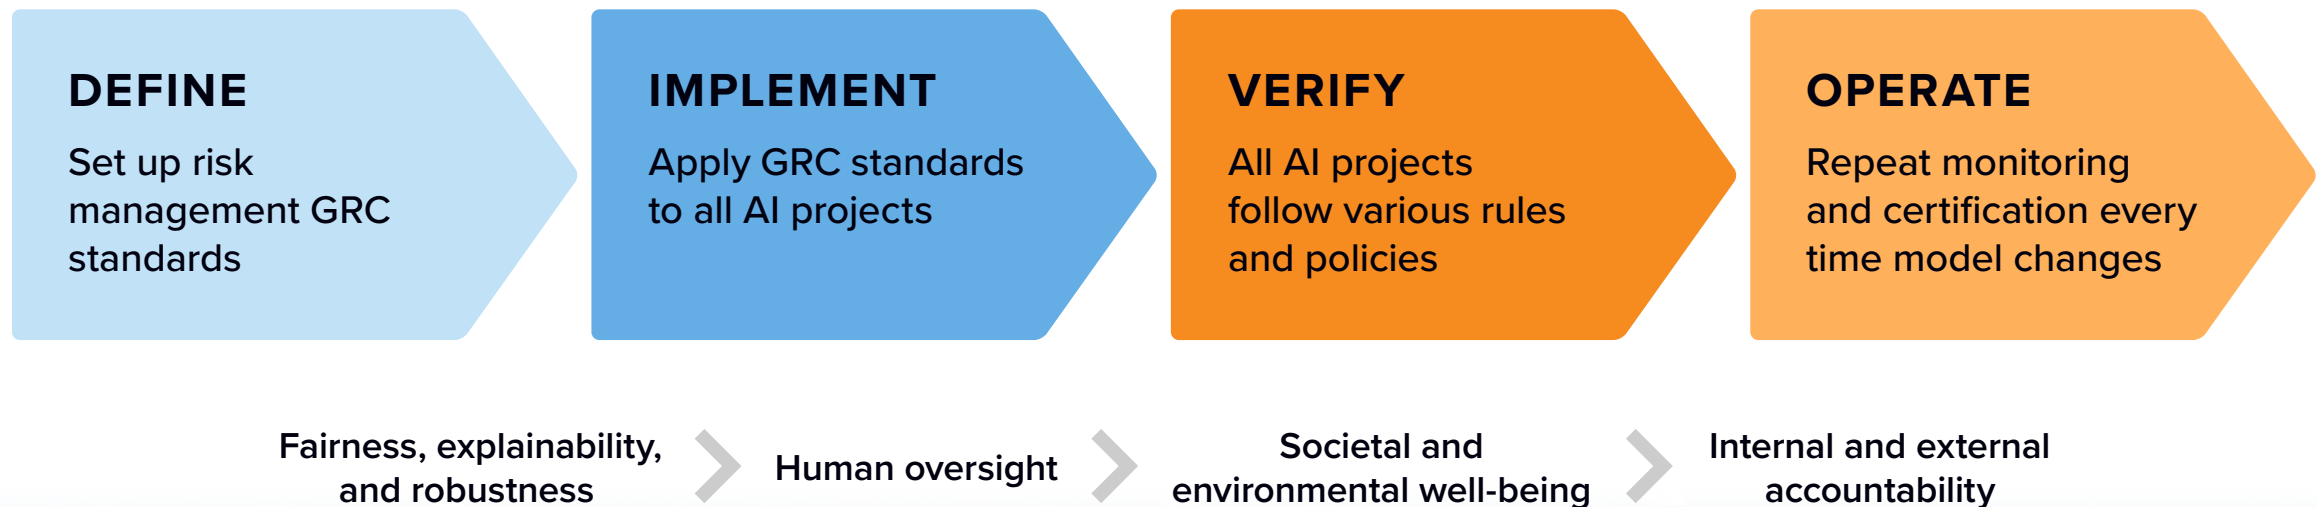 DEFINE
Set up risk
management GRC
standards
IMPLEMENT
Apply GRC standards
to all AI projects
VERIFY
All AI projects
follow various rules
and policies
OPERATE
Repeat monitoring
and certification every
time model changes
Fairness, explainability,
and robustness
Human oversight
Societal and
environmental well-being
Internal and external
accountability